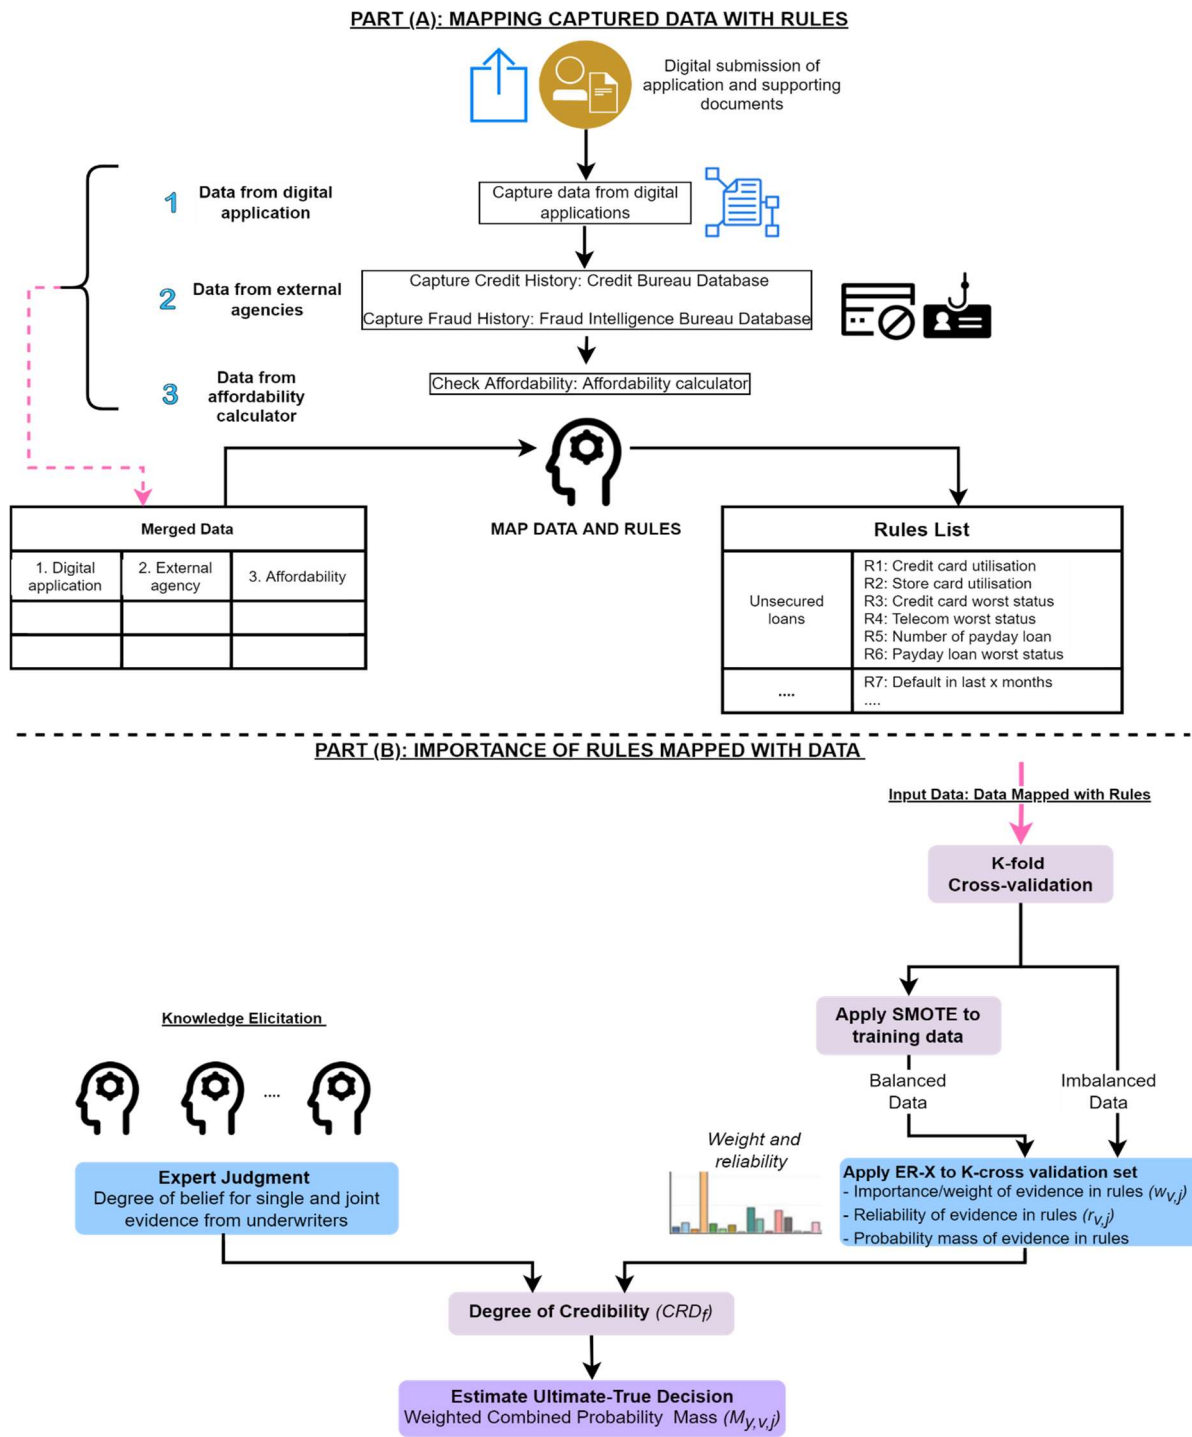 PART (A): MAPPING CAPTURED DATA WITH RULES
Digital submission of
application and supporting
documents
1
Data from digital
application
Capture data from digital
applications
2
Data from external
agencies
Capture Credit History: Credit Bureau Database
Capture Fraud History: Fraud Intelligence Bureau Database
3
Data from
affordability
calculator
Check Affordability: Affordability calculator
MAP DATA AND RULES
Merged Data
1. Digital
application
2. External
agency
3. Affordability
Rules List
Unsecured
loans
R1: Credit card utilisation
R2: Store card utilisation
R3: Credit card worst status
R4: Telecom worst status
R5: Number of payday loan
R6: Payday loan worst status
....
R7: Default in last x months
....
PART (B): IMPORTANCE OF RULES MAPPED WITH DATA
Input Data: Data Mapped with Rules
K-fold
Cross-validation
Apply SMOTE to
training data
Balanced
Data
Imbalanced
Data
Knowledge Elicitation
....
Expert Judgment
Degree of belief for single and joint
evidence from underwriters
Weight and
reliability
Apply ER-X to K-cross validation set
- Importance/weight of evidence in rules (wv,j)
- Reliability of evidence in rules (rv,j)
- Probability mass of evidence in rules
Degree of Credibility (CRDf)
Estimate Ultimate-True Decision
Weighted Combined Probability Mass (My,v,j)